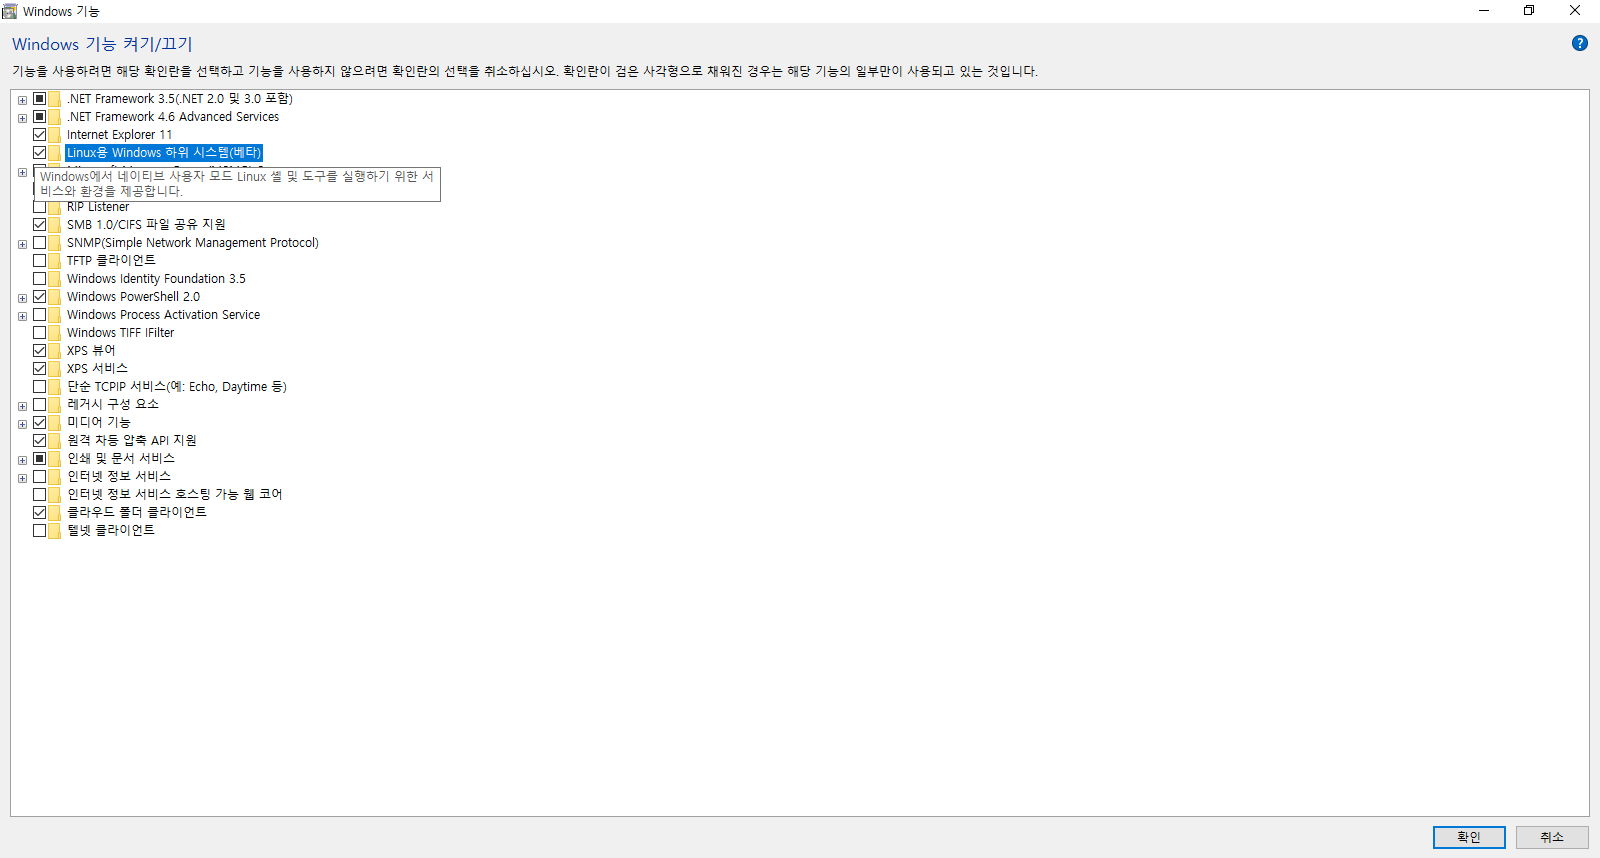 Windows 기능
Windows 기능 켜기/끄기
기능을 사용하려면 해당 확인란을 선택하고 기능을 사용하지 않으려면 확인란의 선택을 취소하십시오. 확인란이 검은 사각형으로 채워진 경우는 해당 기능의 일부만이 사용되고 있는 것입니다.
.NET Framework 3.5(.NET 2.0 및 3.0 포함)
.NET Framework 4.6 Advanced Services
Internet Explorer 11
Linux용 Windows 하위 시스템(베타)
Windows에서 네이티브 사용자 모드 Linux 셸 및 도구를 실행하기 위한 서
비스와 환경을 제공합니다.
RIP Listener
SMB 1.0/CIFS 파일 공유 지원
SNMP(Simple Network Management Protocol)
TFTP 클라이언트
Windows Identity Foundation 3.5
Windows PowerShell 2.0
Windows Process Activation Service
Windows TIFF IFilter
XPS 뷰어
XPS 서비스
단순 TCPIP 서비스(예: Echo, Daytime 등)
레거시 구성 요소
미디어 기능
원격 차등 압축 API 지원
인쇄 및 문서 서비스
인터넷 정보 서비스
인터넷 정보 서비스 호스팅 가능 웹 코어
클라우드 폴더 클라이언트
텔넷 클라이언트
확인
취소